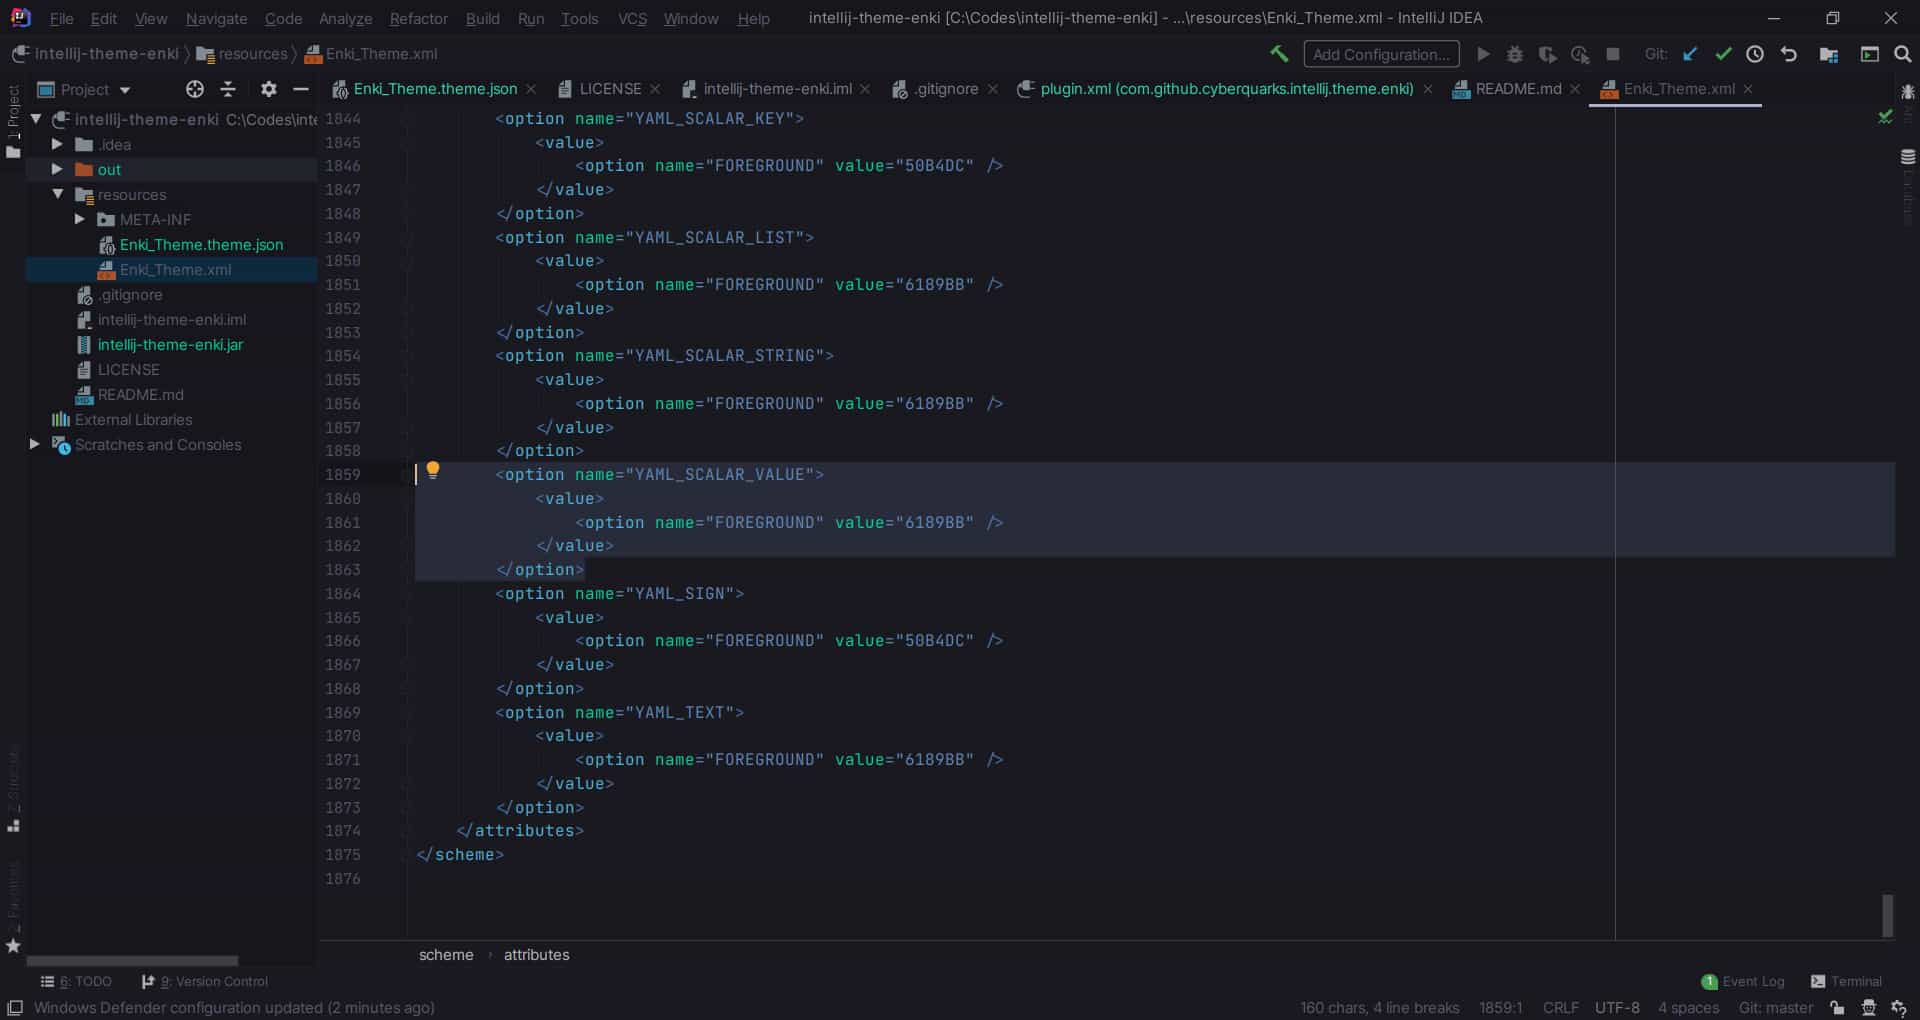 File Edit View Navigate Code Analyze Refactor Build Run Tools VCS Window Help intellij-theme-enki [C:\Codes\intellij-theme-enki] - ...\resources\Enki_Theme.xml - IntelliJ IDEA
intellij-theme-enki resources Enki_Theme.xml Add Configuration... Git:
Project Enki_Theme.theme.json LICENSE intellij-theme-enki.iml .gitignore plugin.xml (com.github.cyberquarks.intellij.theme.enki) README.md Enki_Theme.xml
1: Project
intellij-theme-enki C:\Codes\inte
.idea
out
resources
META-INF
Enki_Theme.theme.json
Enki_Theme.xml
.gitignore
intellij-theme-enki.iml
intellij-theme-enki.jar
LICENSE
README.md
External Libraries
Scratches and Consoles
Z: Structure
2: Favorites
1844 <option name="YAML_SCALAR_KEY">
1845 <value>
1846 <option name="FOREGROUND" value="50B4DC" />
1847 </value>
1848 </option>
1849 <option name="YAML_SCALAR_LIST">
1850 <value>
1851 <option name="FOREGROUND" value="6189BB" />
1852 </value>
1853 </option>
1854 <option name="YAML_SCALAR_STRING">
1855 <value>
1856 <option name="FOREGROUND" value="6189BB" />
1857 </value>
1858 </option>
1859 <option name="YAML_SCALAR_VALUE">
1860 <value>
1861 <option name="FOREGROUND" value="6189BB" />
1862 </value>
1863 </option>
1864 <option name="YAML_SIGN">
1865 <value>
1866 <option name="FOREGROUND" value="50B4DC" />
1867 </value>
1868 </option>
1869 <option name="YAML_TEXT">
1870 <value>
1871 <option name="FOREGROUND" value="6189BB" />
1872 </value>
1873 </option>
1874 </attributes>
1875 </scheme>
1876
Ant
Database
scheme › attributes
6: TODO 9: Version Control 1 Event Log Terminal
Windows Defender configuration updated (2 minutes ago) 160 chars, 4 line breaks 1859:1 CRLF UTF-8 4 spaces Git: master